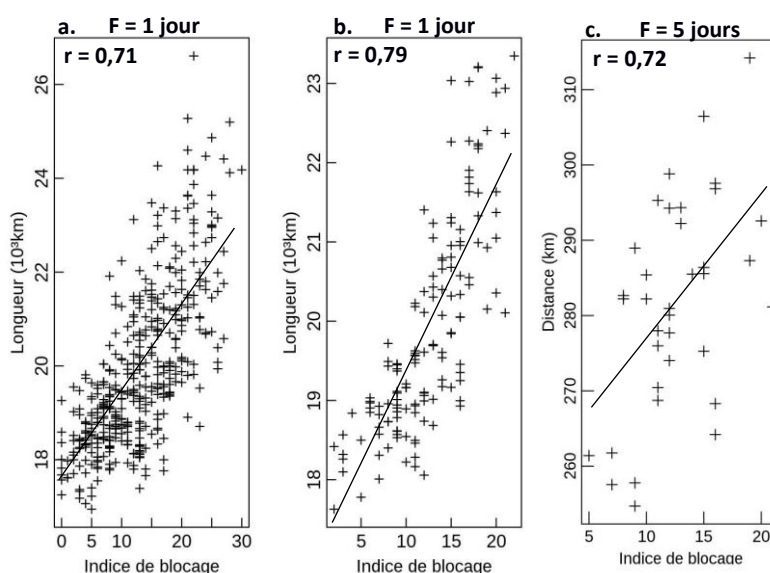 a. F = 1 jour
r = 0,71
Longueur (10³km)
26
24
22
20
18
0 5 10 20 30
Indice de blocage
b. F = 1 jour
r = 0,79
Longueur (10³km)
23
22
21
20
19
18
5 10 15 20
Indice de blocage
c. F = 5 jours
r = 0,72
Distance (km)
310
300
290
280
270
260
5 10 15 20
Indice de blocage